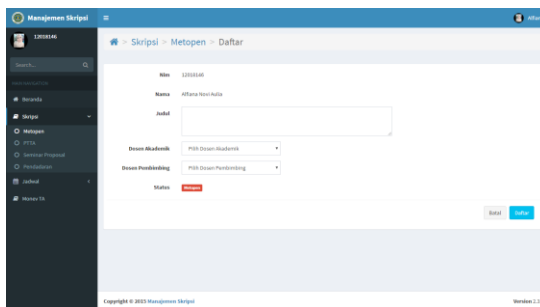 Manajemen Skripsi
12018146
Search...
Beranda
Skripsi
Metopen
PTTA
Seminar Proposal
Pendadaran
Jadwal
Monev TA
> Skripsi > Metopen > Daftar
Nim 12018146
Nama Alfiana Novi Aulia
Judul
Dosen Akademik Pilih Dosen Akademik
Dosen Pembimbing Pilih Dosen Pembimbing
Status Metopen
Batal Daftar
Copyright © 2015 Manajemen Skripsi
Version 2.